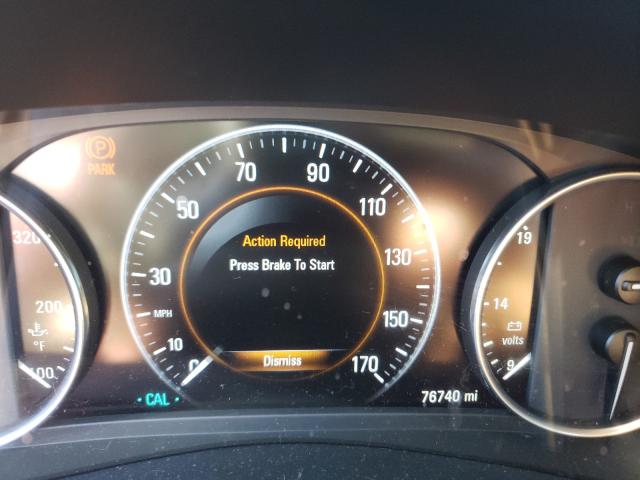 P
PARK
320
200
°F
100
70
90
50
110
30
130
MPH
150
10
170
0
Action Required
Press Brake To Start
Dismiss
CAL
76740 mi
19
14
volts
9